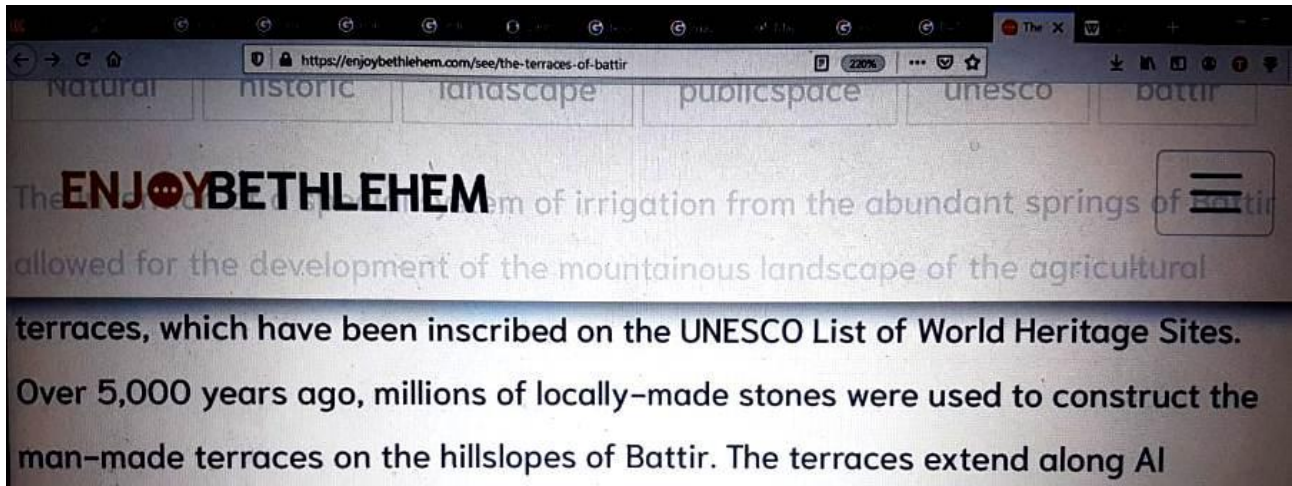 The X
https://enjoybethlehem.com/see/the-terraces-of-battir
220%
Natural historic landscape publicspace unesco battir
ENJOYBETHLEHEM
The of irrigation from the abundant springs of Battir
allowed for the development of the mountainous landscape of the agricultural
terraces, which have been inscribed on the UNESCO List of World Heritage Sites.
Over 5,000 years ago, millions of locally-made stones were used to construct the
man-made terraces on the hillslopes of Battir. The terraces extend along Al